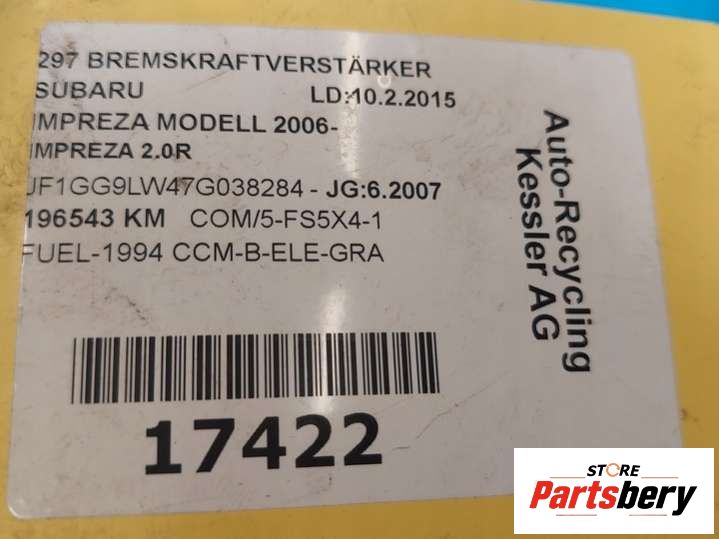 297 BREMSKRAFTVERSTÄRKER
SUBARU LD:10.2.2015
IMPREZA MODELL 2006-
IMPREZA 2.0R
JF1GG9LW47G038284 - JG:6.2007
196543 KM COM/5-FS5X4-1
FUEL-1994 CCM-B-ELE-GRA
17422
Auto-Recycling
Kessler AG
STORE
Partsbery